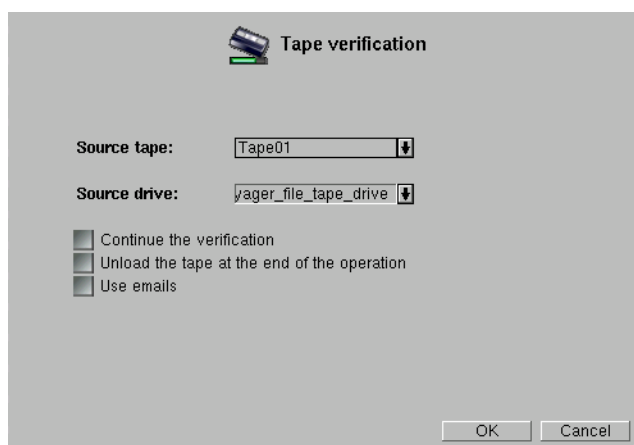 Tape verification
Source tape: Tape01
Source drive: yager_file_tape_drive
Continue the verification
Unload the tape at the end of the operation
Use emails
OK Cancel